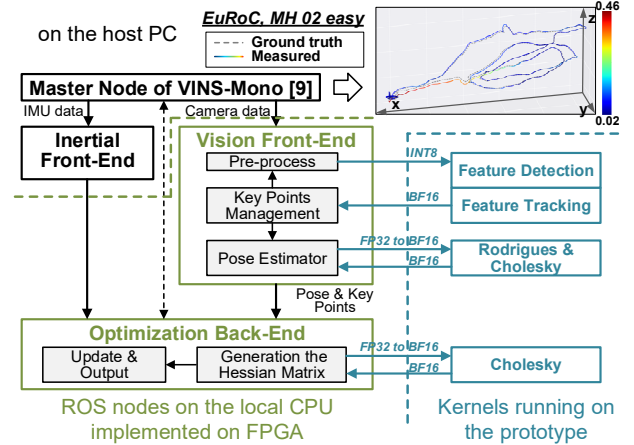 on the host PC
EuRoC, MH 02 easy
Ground truth
Measured
z
0.46
x
y
0.02
Master Node of VINS-Mono [9]
IMU data
Camera data
Inertial
Front-End
Vision Front-End
Pre-process
INT8
Feature Detection
Key Points
Management
BF16
Feature Tracking
Pose Estimator
FP32 to BF16
BF16
Rodrigues &
Cholesky
Pose & Key
Points
Optimization Back-End
Update &
Output
Generation the
Hessian Matrix
FP32 to BF16
BF16
Cholesky
ROS nodes on the local CPU
implemented on FPGA
Kernels running on
the prototype